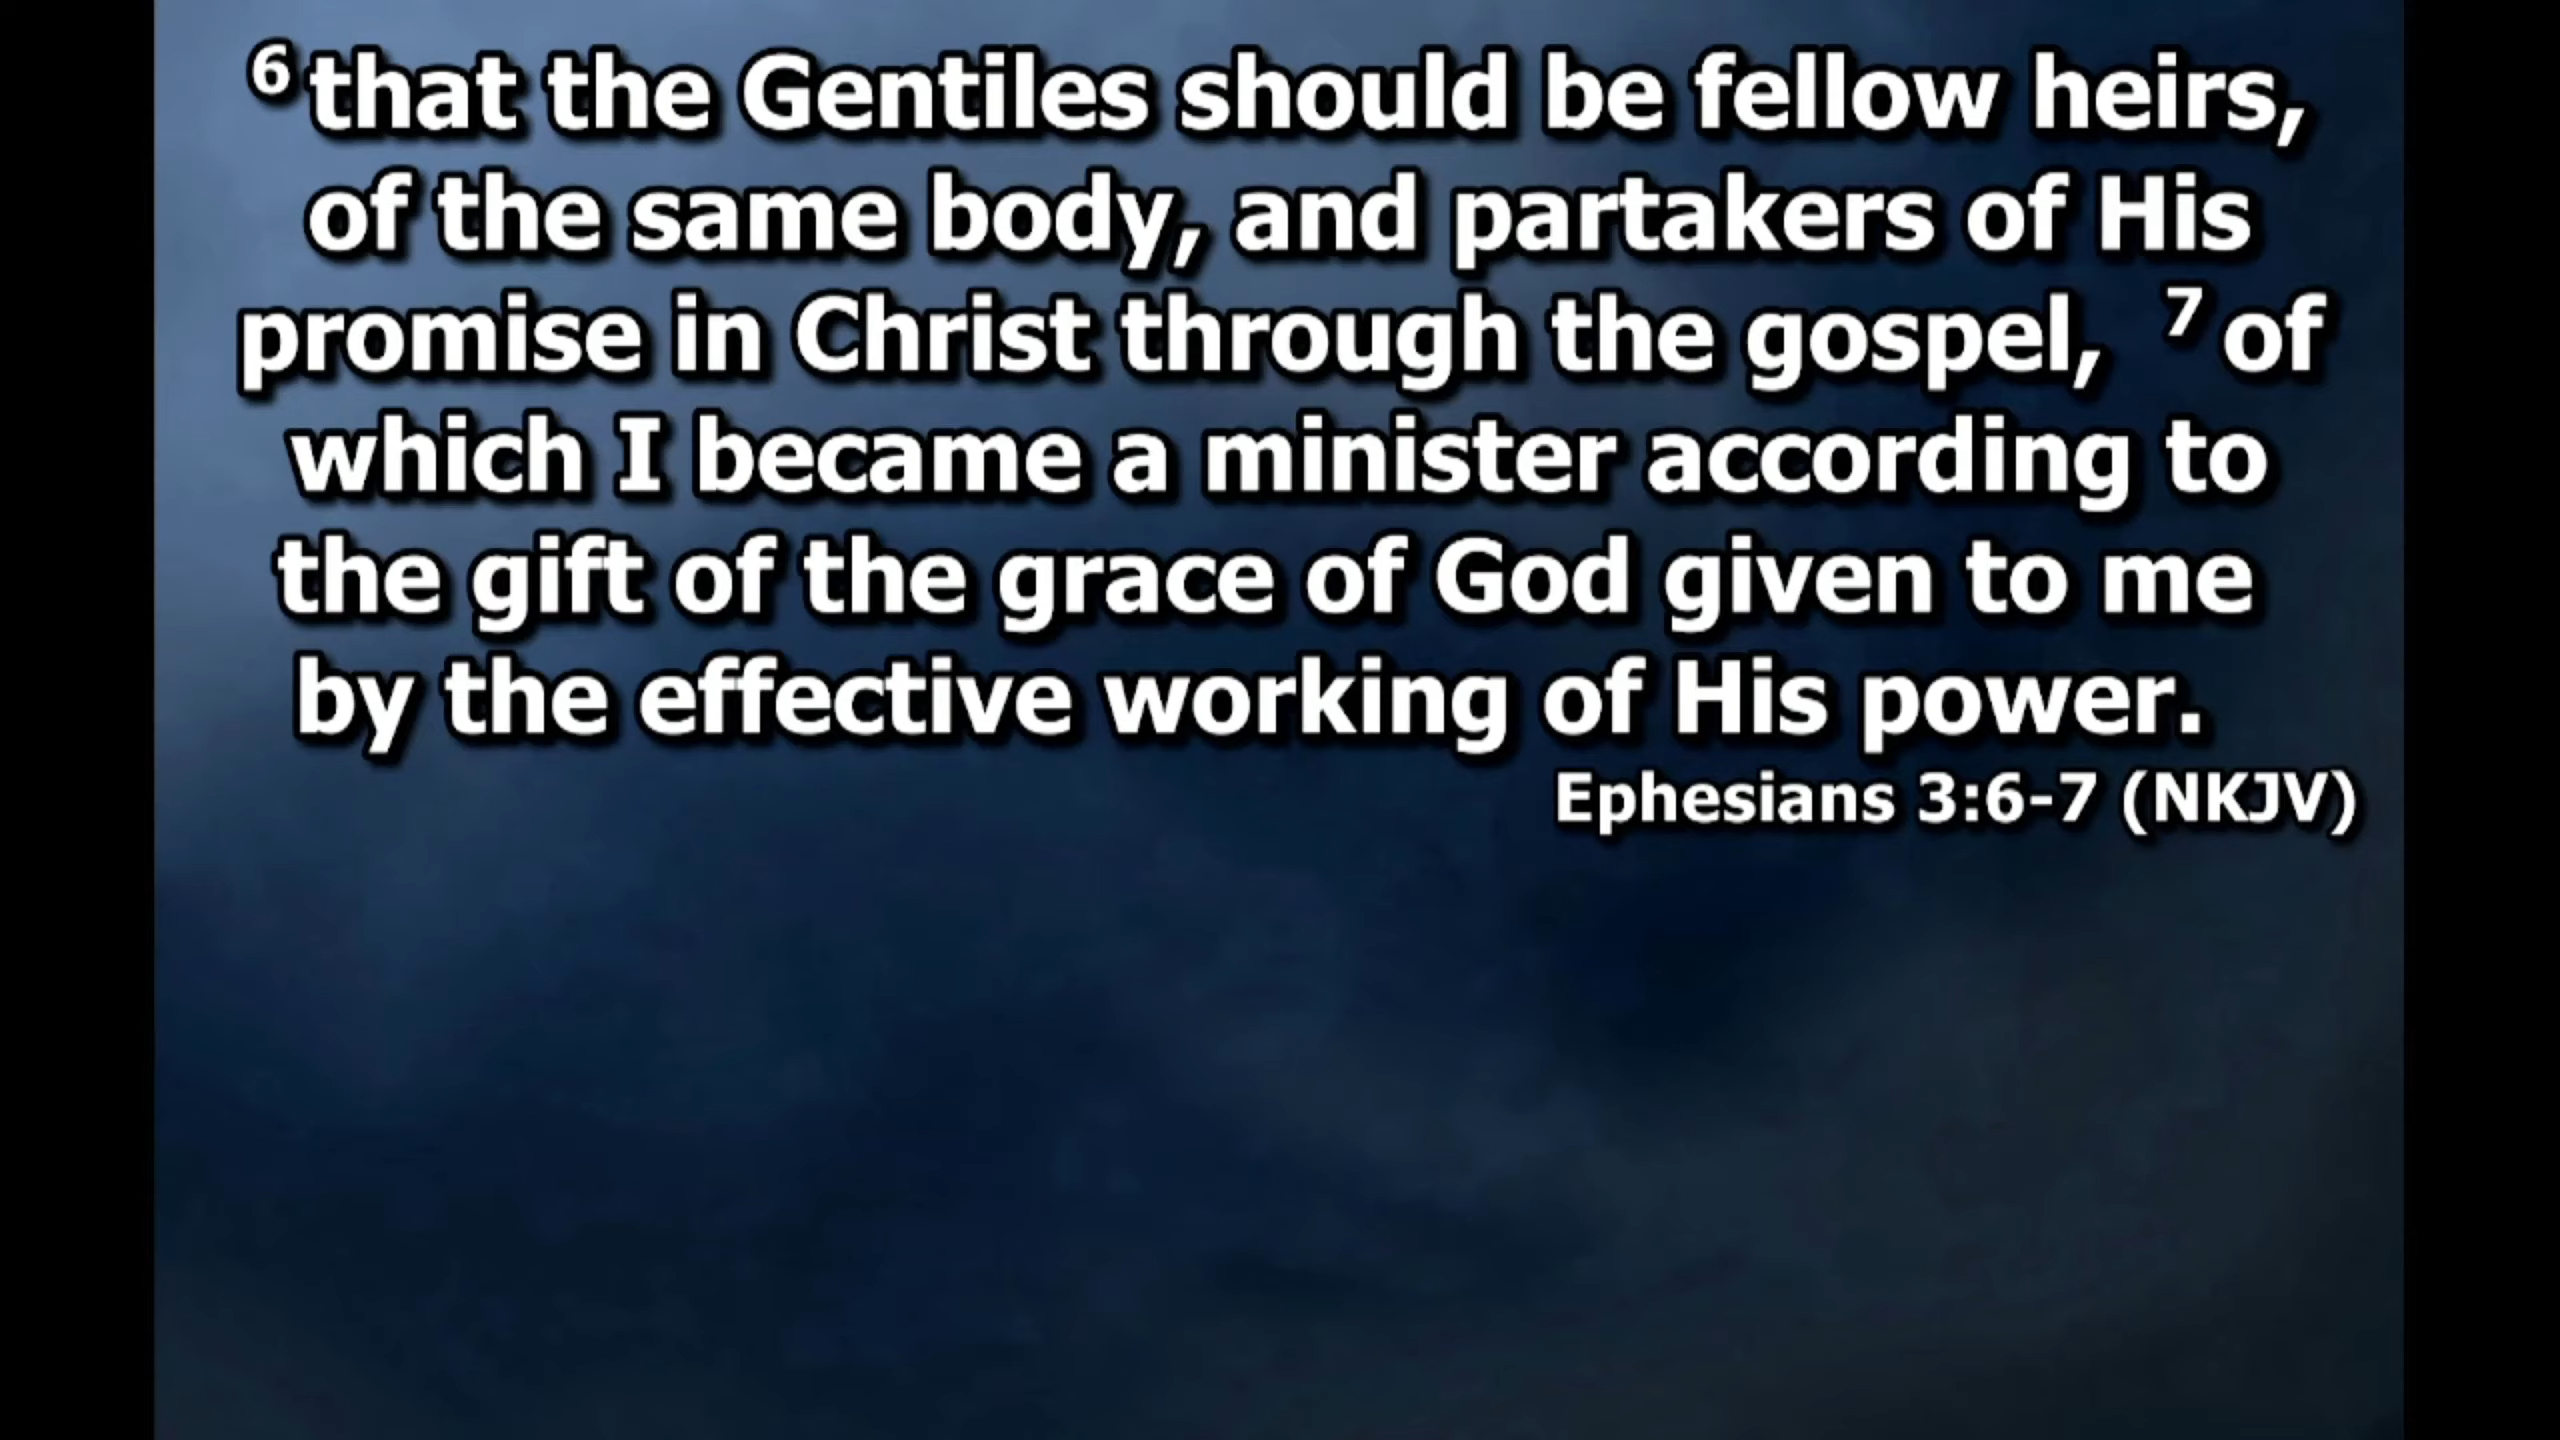 6 that the Gentiles should be fellow heirs,
of the same body, and partakers of His
promise in Christ through the gospel, 7 of
which I became a minister according to
the gift of the grace of God given to me
by the effective working of His power.
Ephesians 3:6-7 (NKJV)